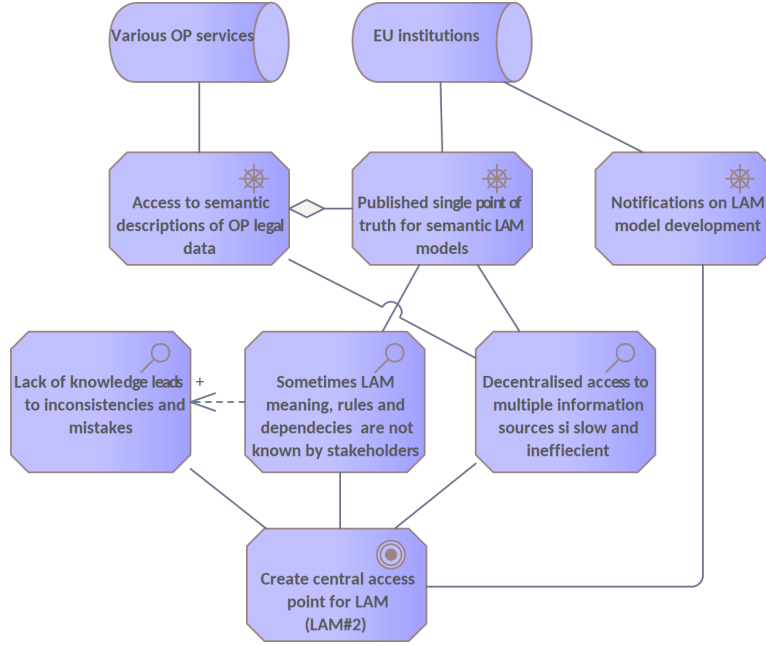 Various OP services
EU institutions
Access to semantic
descriptions of OP legal
data
Published single point of
truth for semantic LAM
models
Notifications on LAM
model development
Lack of knowledge leads
to inconsistencies and
mistakes
+
Sometimes LAM
meaning, rules and
dependecies are not
known by stakeholders
Decentralised access to
multiple information
sources si slow and
ineffiecient
Create central access
point for LAM
(LAM#2)